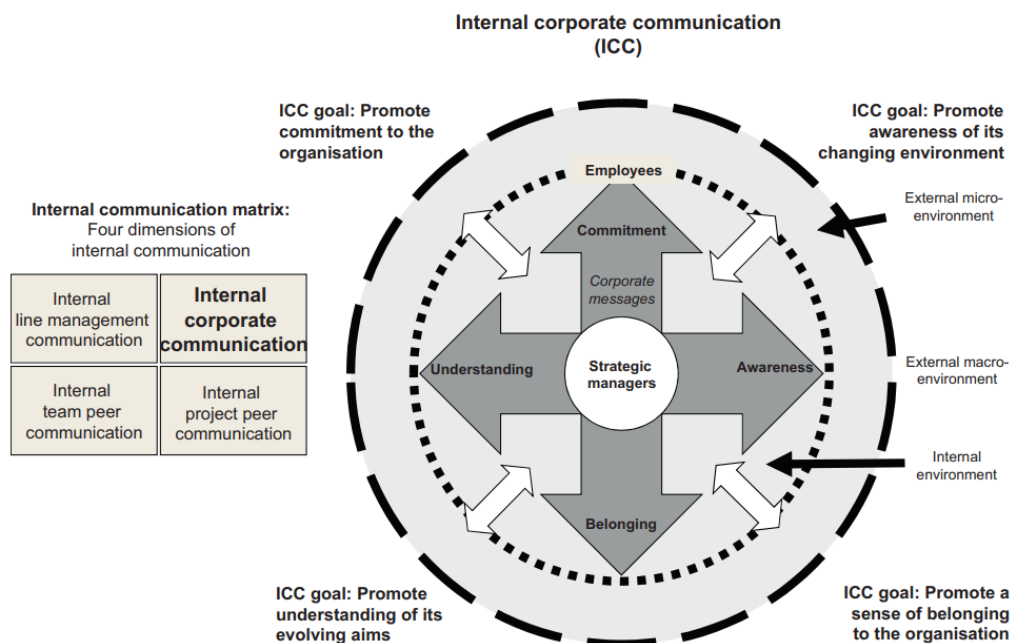 Internal corporate communication
(ICC)
ICC goal: Promote
commitment to the
organisation
ICC goal: Promote
awareness of its
changing environment
Employees
External micro-
environment
Internal communication matrix:
Four dimensions of
internal communication
Commitment
Corporate
messages
Internal
line management
communication
Internal
corporate
communication
Understanding
Strategic
managers
Awareness
External macro-
environment
Internal
team peer
communication
Internal
project peer
communication
Internal
environment
Belonging
ICC goal: Promote
understanding of its
evolving aims
ICC goal: Promote a
sense of belonging
to the organisation